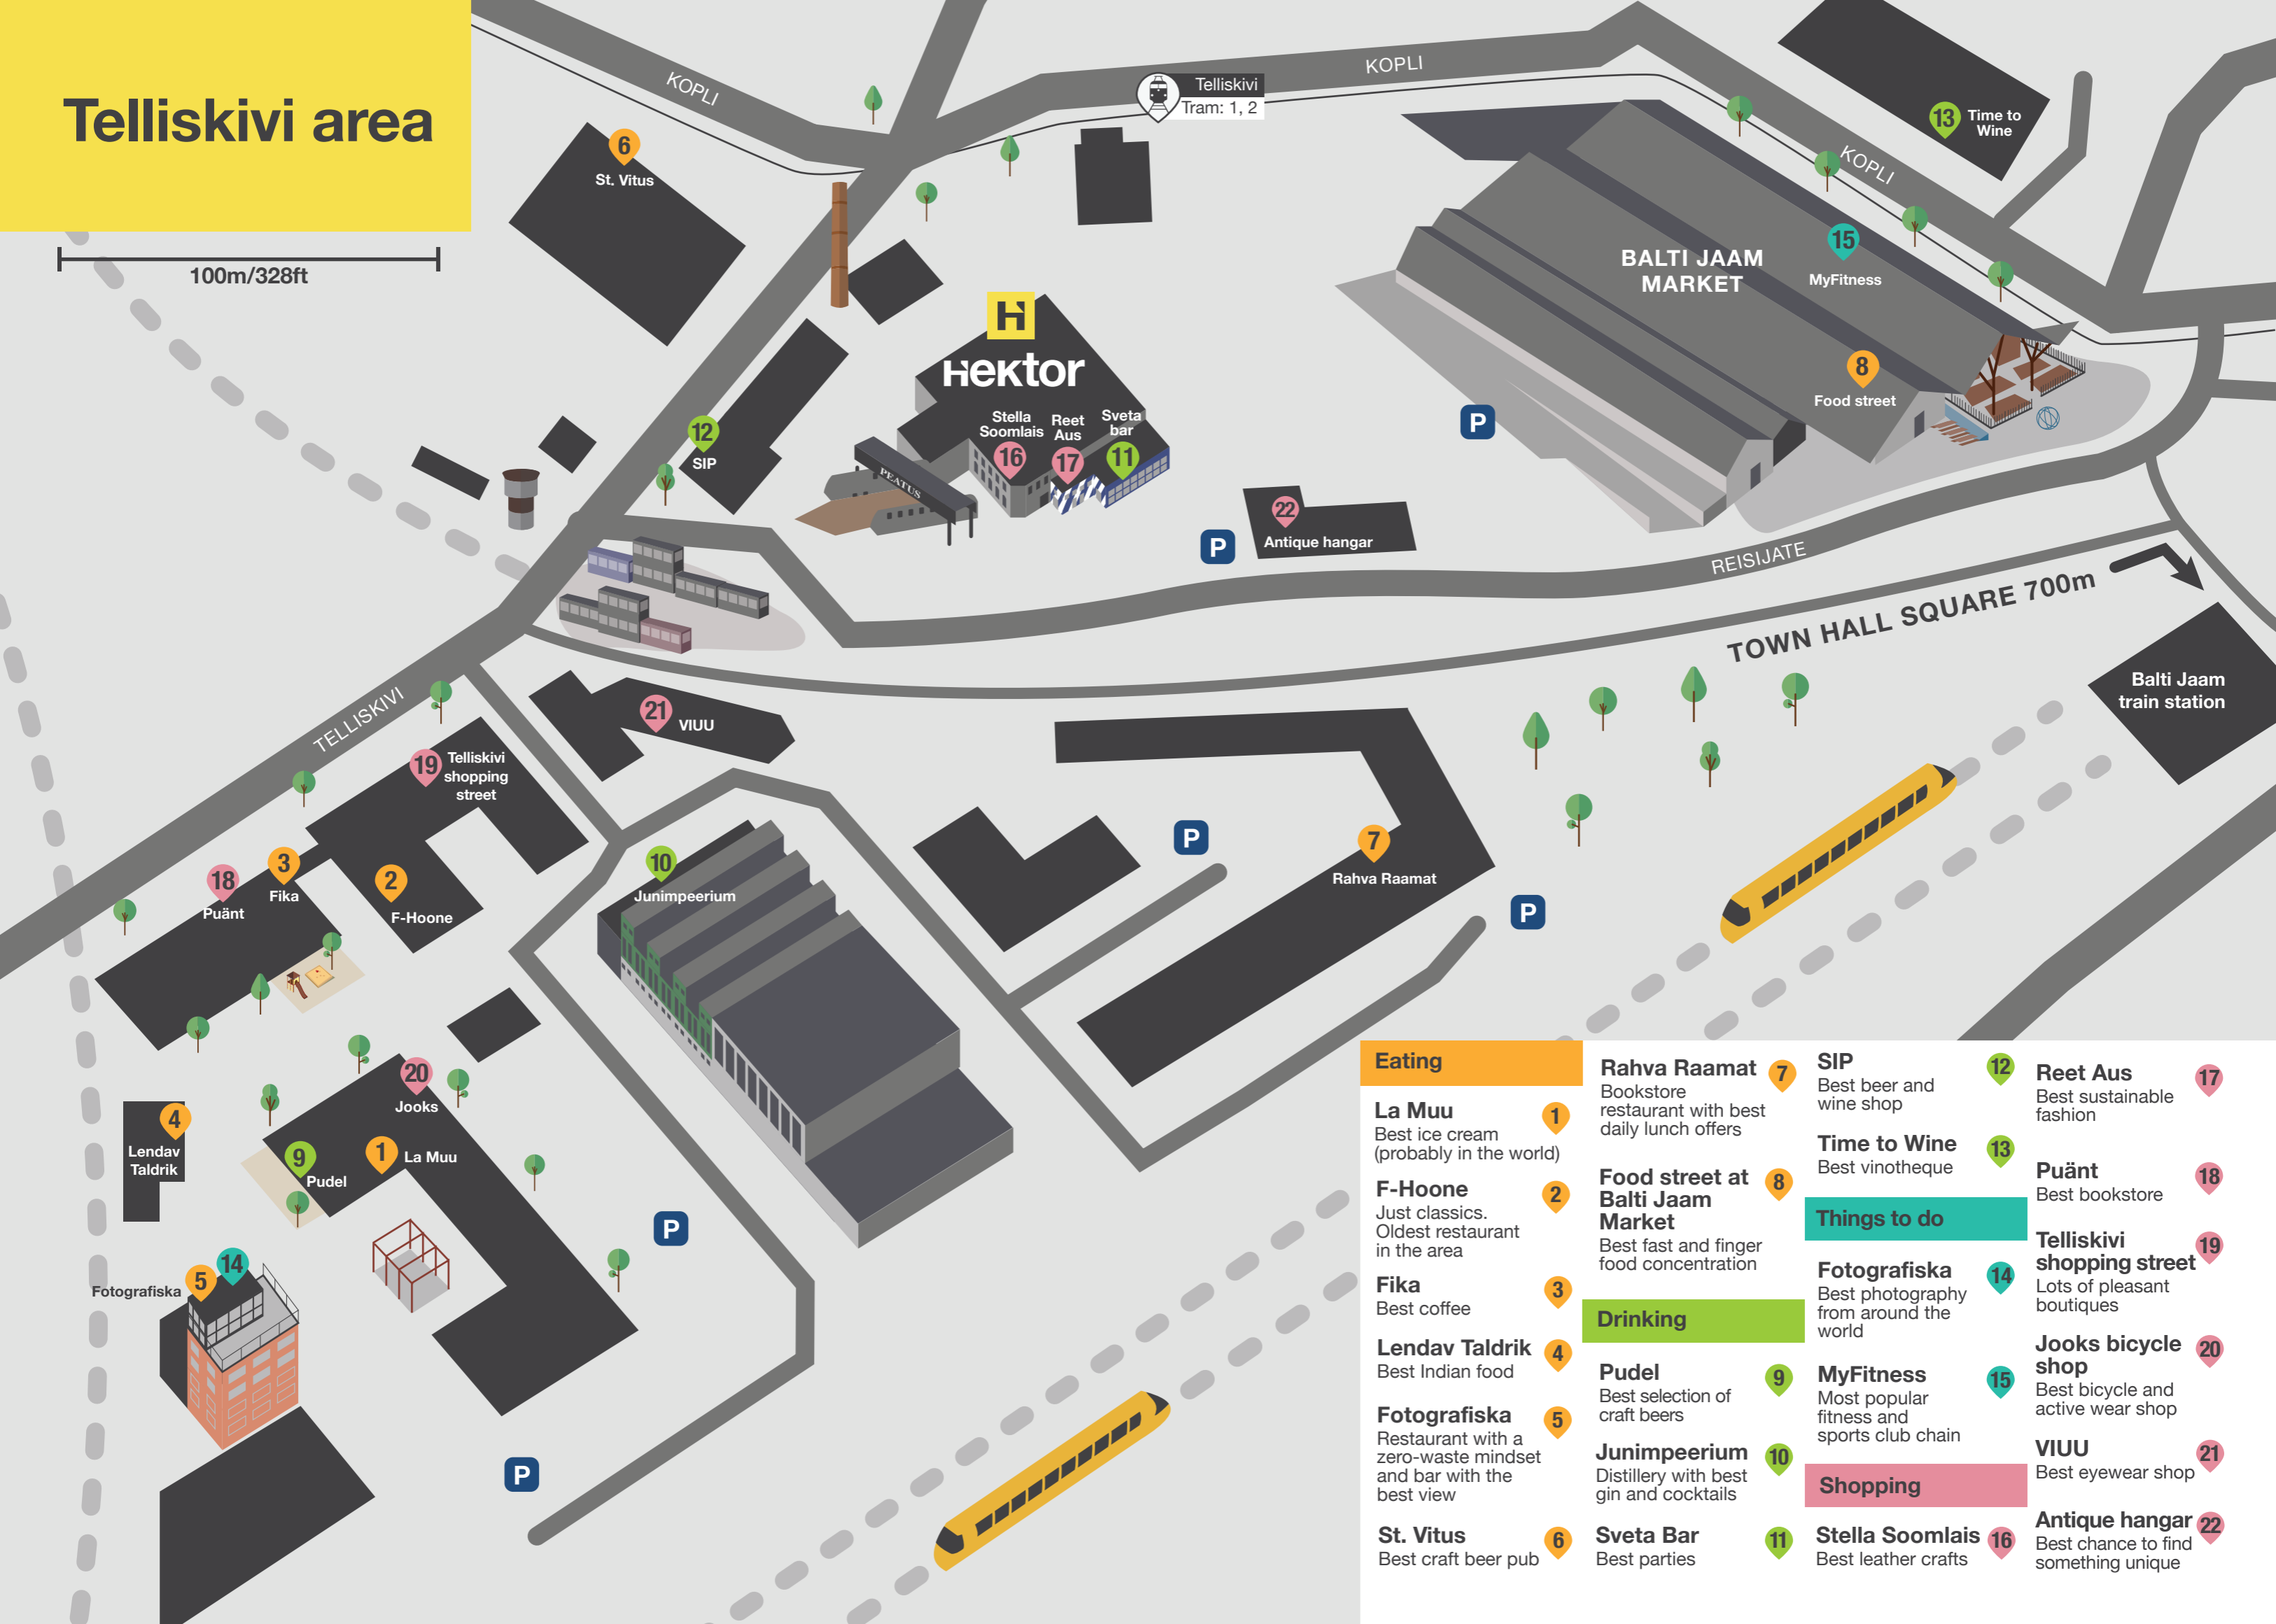 Telliskivi area
100m/328ft
KOPLI
Telliskivi
Tram: 1, 2
KOPLI
KOPLI
13
Time to
Wine
6
St. Vitus
BALTI JAAM
MARKET
15
MyFitness
8
Food street
P
H
HEKtor
Stella
Soomlais
16
Reet
Aus
17
Sveta
bar
11
PEATUS
12
SIP
22
Antique hangar
P
REISIJATE
TOWN HALL SQUARE 700m
Balti Jaam
train station
TELLISKIVI
21
VIUU
19
Telliskivi
shopping
street
18
Puänt
3
Fika
2
F-Hoone
10
Junimpeerium
P
7
Rahva Raamat
P
20
Jooks
4
Lendav
Taldrik
9
Pudel
1
La Muu
P
14
5
Fotografiska
P
Eating
La Muu
1
Best ice cream
(probably in the world)
F-Hoone
2
Just classics.
Oldest restaurant
in the area
Fika
3
Best coffee
Lendav Taldrik
4
Best Indian food
Fotografiska
5
Restaurant with a
zero-waste mindset
and bar with the
best view
St. Vitus
6
Best craft beer pub
Rahva Raamat
7
Bookstore
restaurant with best
daily lunch offers
Food street at
8
Balti Jaam
Market
Best fast and finger
food concentration
Drinking
Pudel
9
Best selection of
craft beers
Junimpeerium
10
Distillery with best
gin and cocktails
Sveta Bar
11
Best parties
SIP
12
Best beer and
wine shop
Time to Wine
13
Best vinotheque
Things to do
Fotografiska
14
Best photography
from around the
world
MyFitness
15
Most popular
fitness and
sports club chain
Shopping
Stella Soomlais
16
Best leather crafts
Reet Aus
17
Best sustainable
fashion
Puänt
18
Best bookstore
Telliskivi
19
shopping street
Lots of pleasant
boutiques
Jooks bicycle
20
shop
Best bicycle and
active wear shop
VIUU
21
Best eyewear shop
Antique hangar
22
Best chance to find
something unique